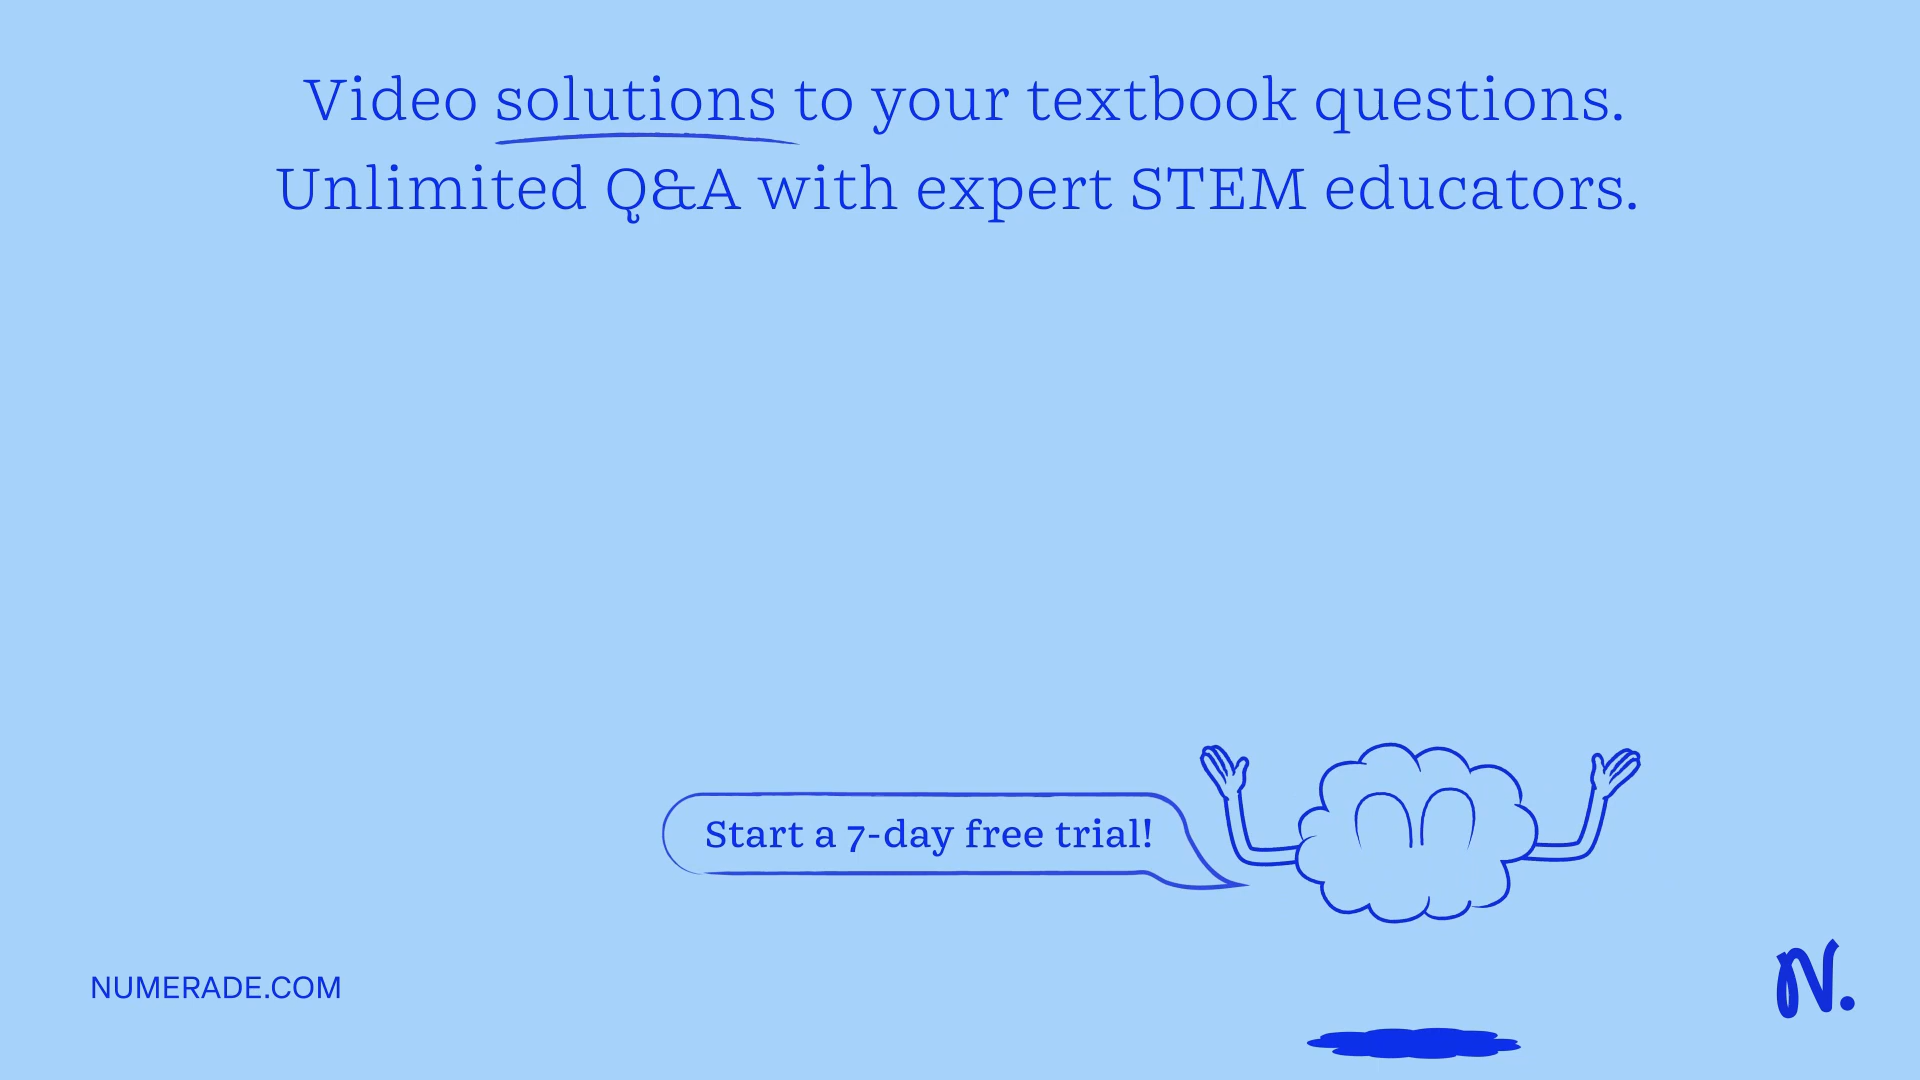 Video solutions to your textbook questions.
Unlimited Q&A with expert STEM educators.
Start a 7-day free trial!
NUMERADE.COM
N.